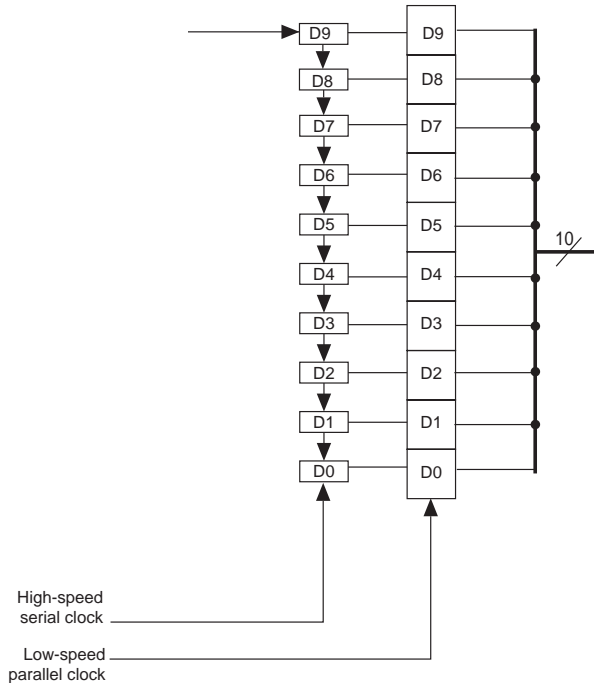 D9 D9
D8 D8
D7 D7
D6 D6
D5 D5
10
D4 D4
D3 D3
D2 D2
D1 D1
D0 D0
High-speed
serial clock
Low-speed
parallel clock